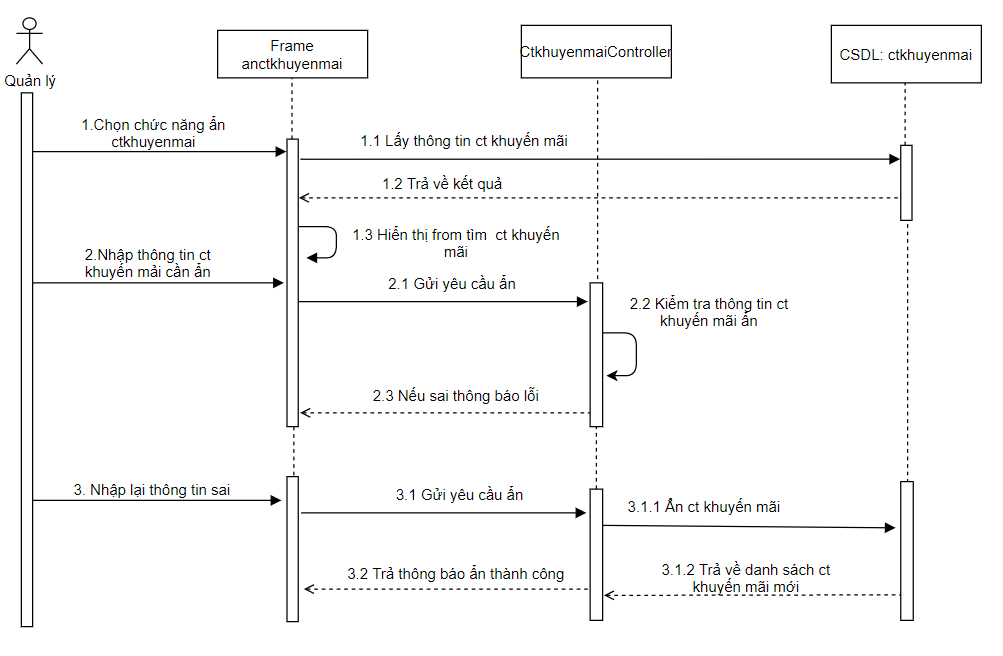 Quản lý
Frame
anctkhuyenmai
CtkhuyenmaiController
CSDL: ctkhuyenmai
1.Chọn chức năng ẩn
ctkhuyenmai
1.1 Lấy thông tin ct khuyến mãi
1.2 Trả về kết quả
1.3 Hiển thị from tìm  ct khuyến
mãi
2.Nhập thông tin ct
khuyến mải cần ẩn
2.1 Gửi yêu cầu ẩn
2.2 Kiểm tra thông tin ct
khuyến mãi ẩn
2.3 Nếu sai thông báo lỗi
3. Nhập lại thông tin sai
3.1 Gửi yêu cầu ẩn
3.1.1 Ẩn ct khuyến mãi
3.1.2 Trả về danh sách ct
khuyến mãi mới
3.2 Trả thông báo ẩn thành công